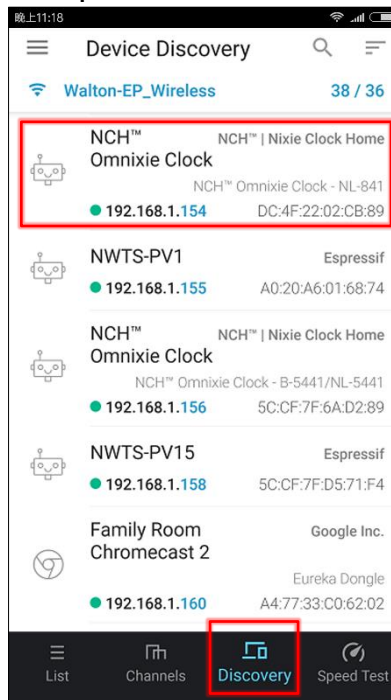 晚上11:18
Device Discovery
Walton-EP_Wireless 38 / 36
NCH™ NCH™ | Nixie Clock Home
Omnixie Clock
NCH™ Omnixie Clock - NL-841
192.168.1.154 DC:4F:22:02:CB:89
NWTS-PV1 Espressif
192.168.1.155 A0:20:A6:01:68:74
NCH™ NCH™ | Nixie Clock Home
Omnixie Clock
NCH™ Omnixie Clock - B-5441/NL-5441
192.168.1.156 5C:CF:7F:6A:D2:89
NWTS-PV15 Espressif
192.168.1.158 5C:CF:7F:D5:71:F4
Family Room Google Inc.
Chromecast 2
Eureka Dongle
192.168.1.160 A4:77:33:C0:62:02
List Channels Discovery Speed Test